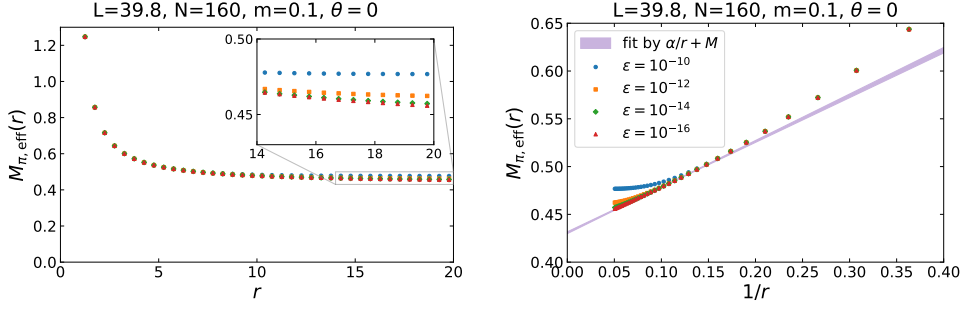 L=39.8, N=160, m=0.1, θ = 0
M_{π,eff}(r)
1.2
1.0
0.8
0.6
0.4
0.2
0.0
0 5 10 15 20
r
0.50
0.45
14 16 18 20
L=39.8, N=160, m=0.1, θ = 0
M_{π,eff}(r)
0.65
0.60
0.55
0.50
0.45
0.40
0.00 0.05 0.10 0.15 0.20 0.25 0.30 0.35 0.40
1/r
fit by α/r + M
ε = 10⁻¹⁰
ε = 10⁻¹²
ε = 10⁻¹⁴
ε = 10⁻¹⁶